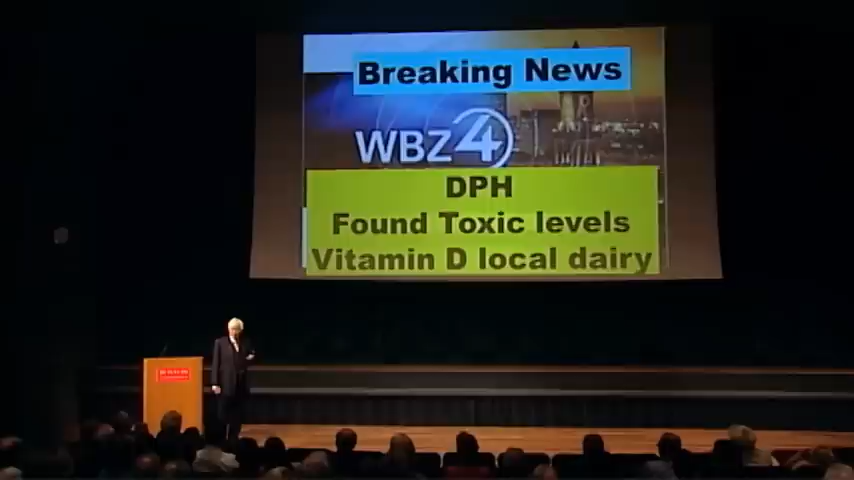 Breaking News
WBZ4
DPH
Found Toxic levels
Vitamin D local dairy